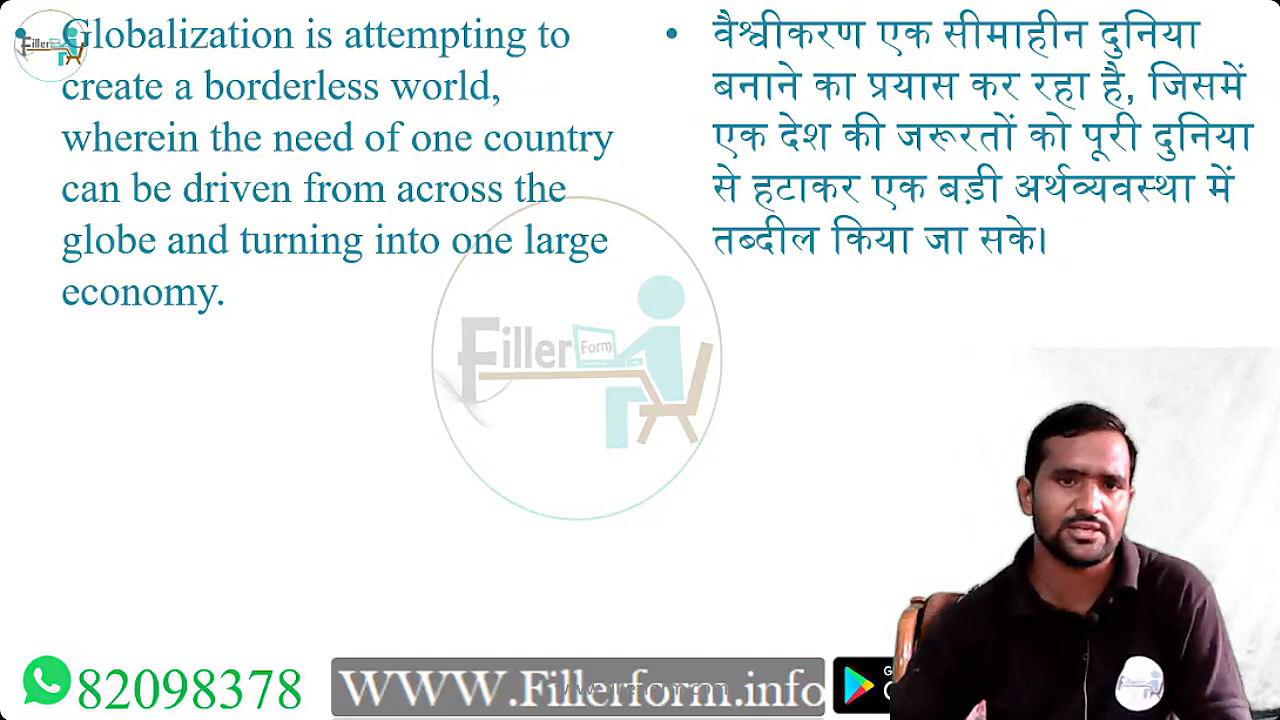 Globalization is attempting to
create a borderless world,
wherein the need of one country
can be driven from across the
globe and turning into one large
economy.
• वैश्वीकरण एक सीमाहीन दुनिया
बनाने का प्रयास कर रहा है, जिसमें
एक देश की जरूरतों को पूरी दुनिया
से हटाकर एक बड़ी अर्थव्यवस्था में
तब्दील किया जा सके।
Filler Form
82098378
WWW.Fillerform.info